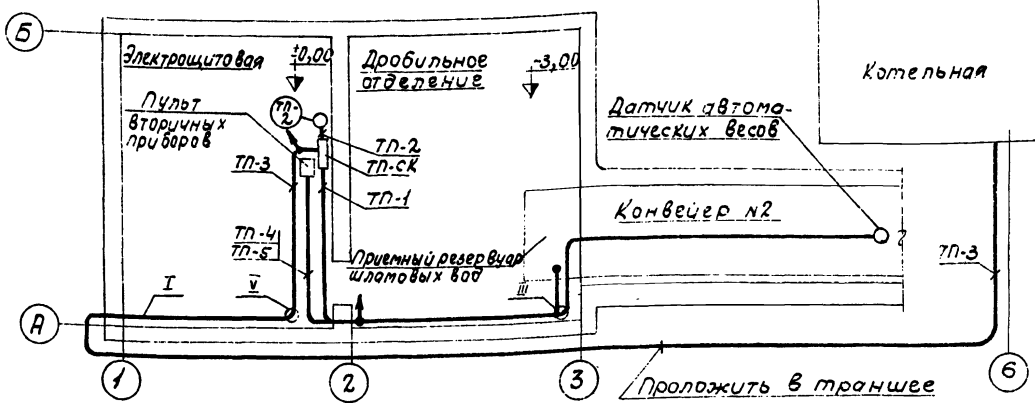 Б
Электрощитовая
±0,00
Дробильное
отделение
-3,00
Котельная
Пульт
вторичных
приборов
ТП-2
ТП-2
ТП-СК
ТП-3
ТП-1
Датчик автома-
тических весов
Конвейер N2
ТП-4
ТП-5
Приемный резервуар
шламовых вод
ТП-3
I
V
III
А
1
2
3
6
Проложить в траншее